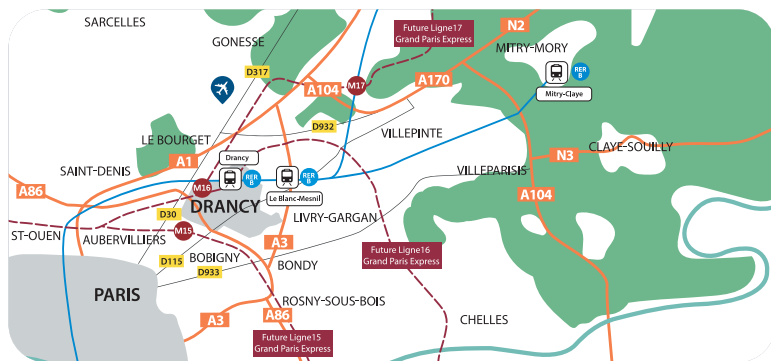 SARCELLES
GONESSE
Future Ligne17
Grand Paris Express
N2
MITRY-MORY
RER
B
Mitry-Claye
D317
A104
M17
A170
D932
VILLEPINTE
LE BOURGET
Drancy
A1
SAINT-DENIS
N3
CLAYE-SOUILLY
VILLEPARISIS
A86
M16
RER
B
RER
B
Le Blanc-Mesnil
A104
DRANCY
D30
LIVRY-GARGAN
ST-OUEN
AUBERVILLIERS
M15
A3
Future Ligne16
Grand Paris Express
D115
BOBIGNY
D933
BONDY
PARIS
ROSNY-SOUS-BOIS
A3
A86
CHELLES
Future Ligne15
Grand Paris Express